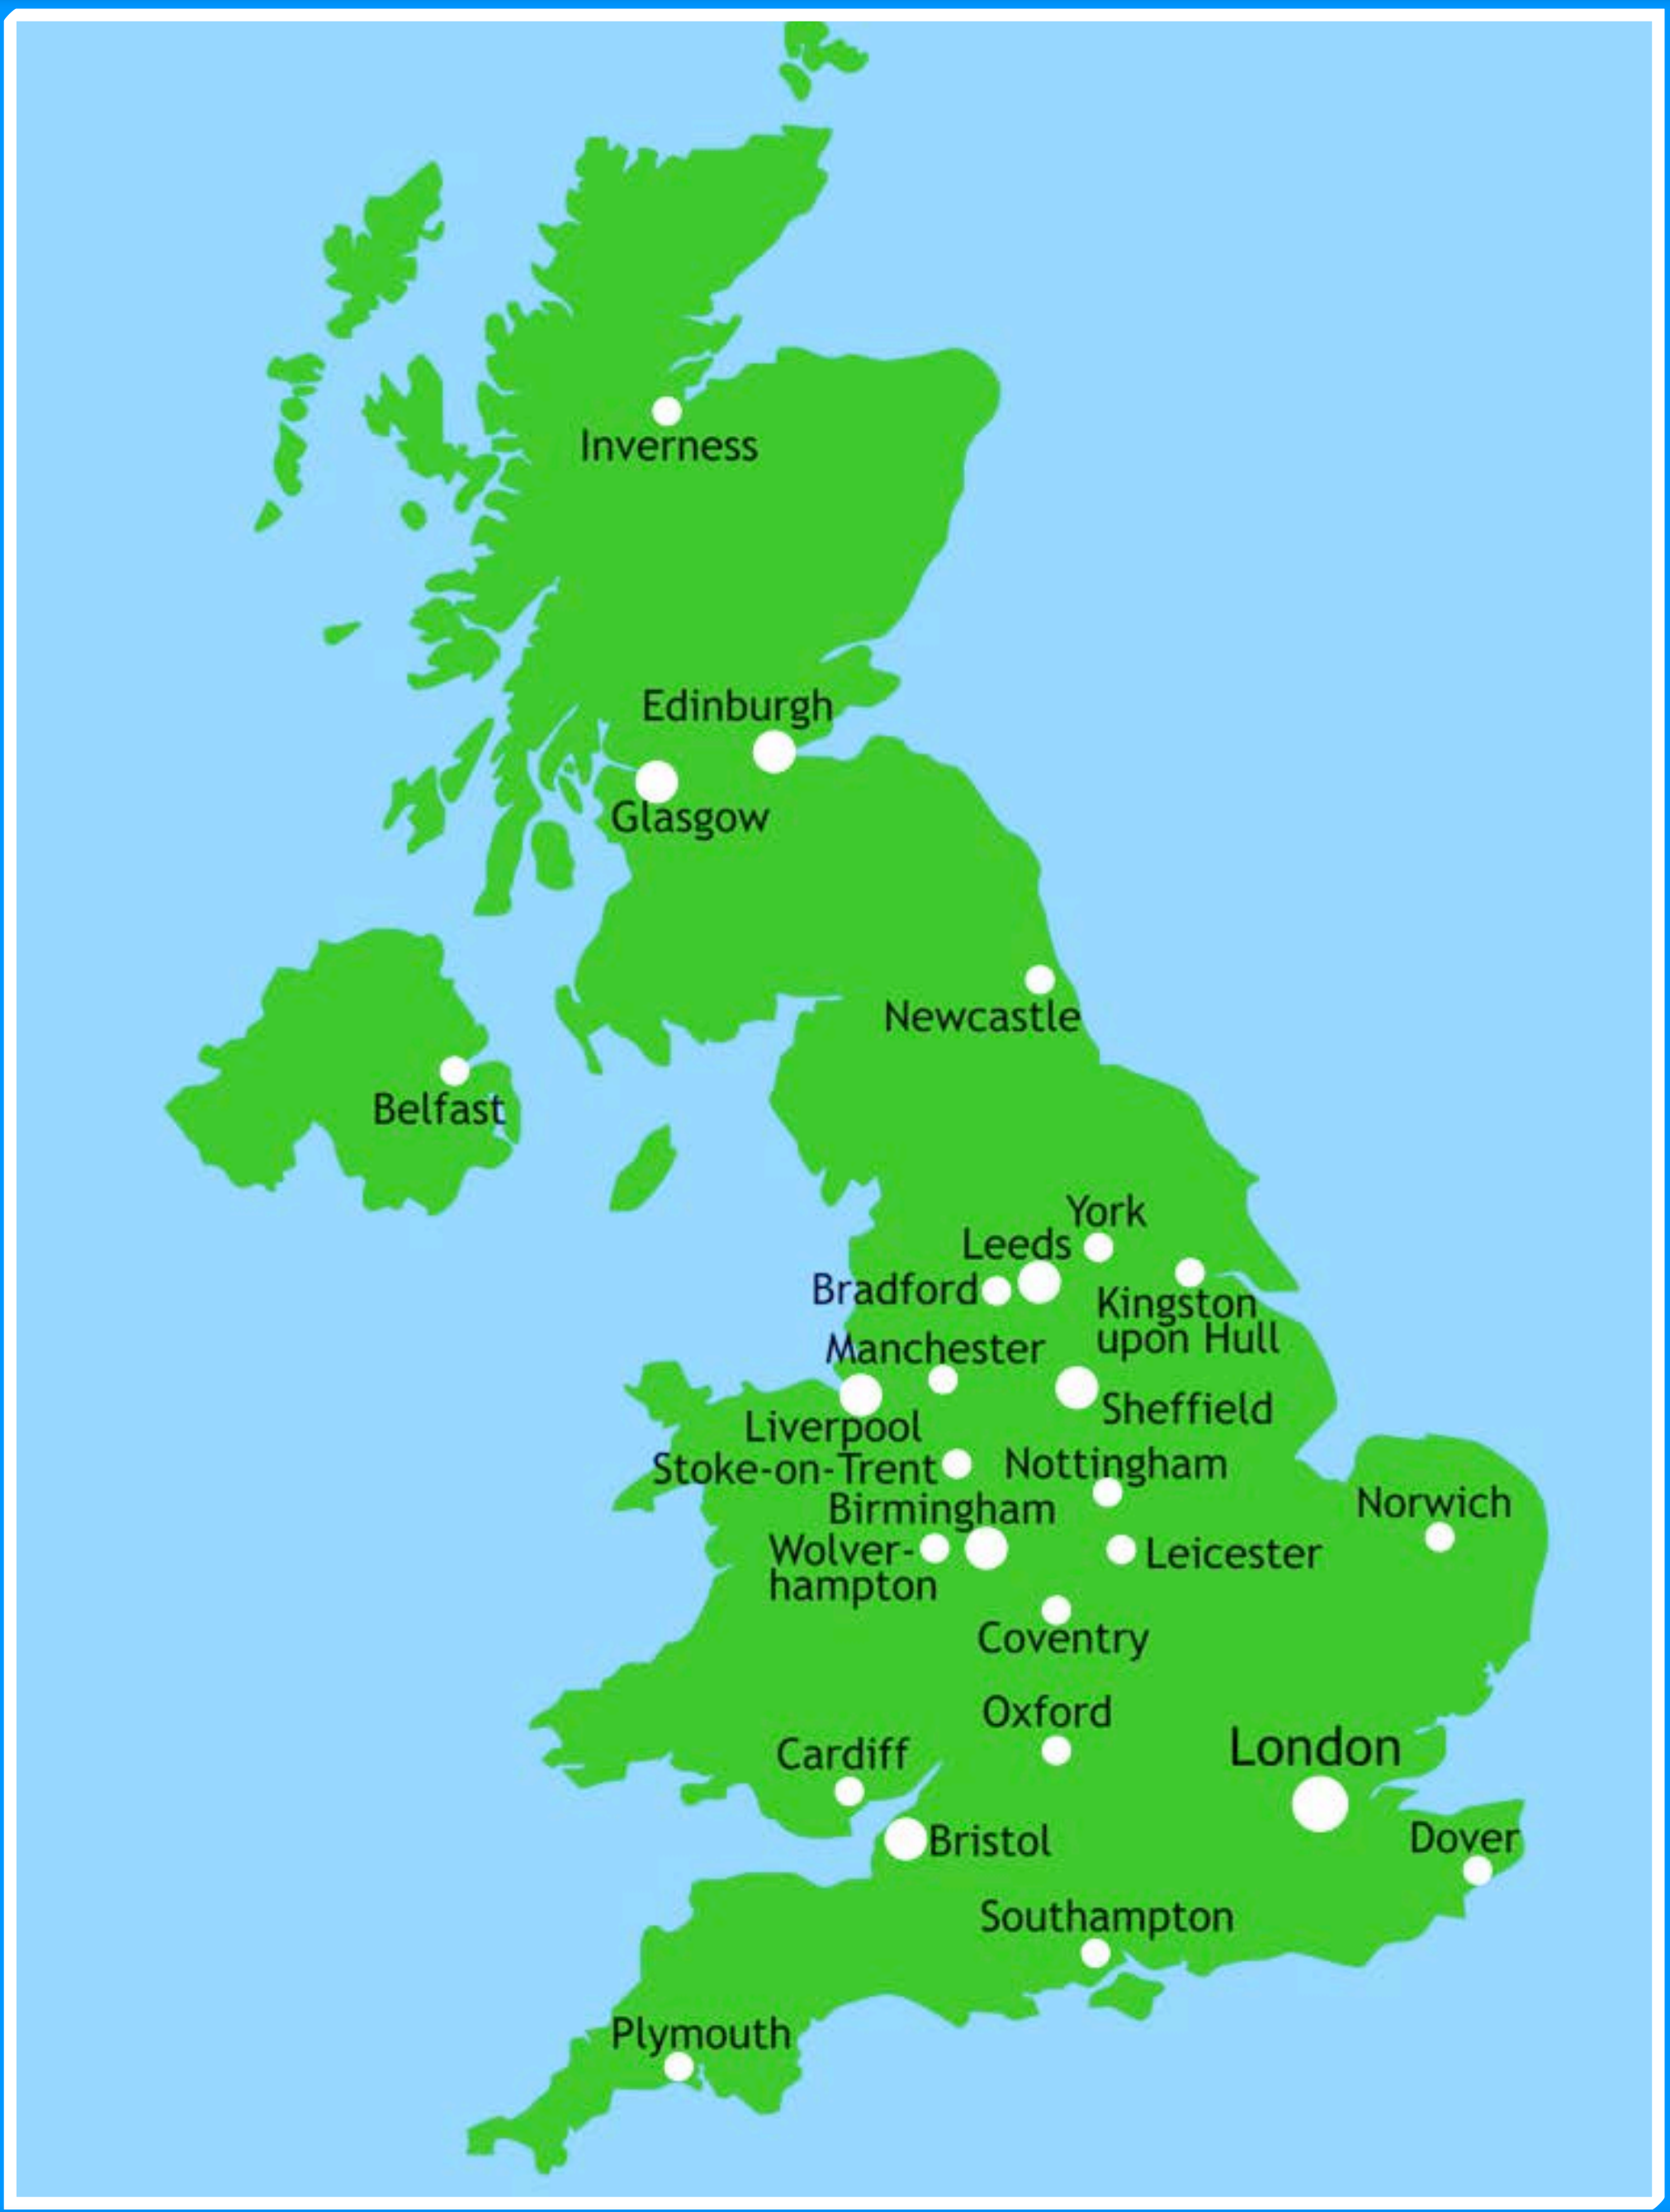 Inverness
Edinburgh
Glasgow
Newcastle
Belfast
York
Leeds
Bradford
Kingston
upon Hull
Manchester
Sheffield
Liverpool
Stoke-on-Trent
Nottingham
Birmingham
Norwich
Wolver-
hampton
Leicester
Coventry
Oxford
London
Cardiff
Bristol
Dover
Southampton
Plymouth